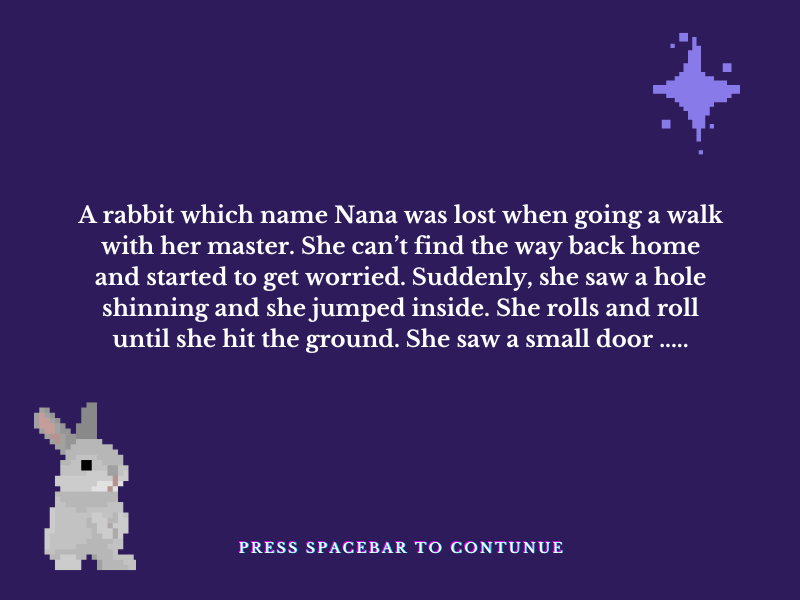 A rabbit which name Nana was lost when going a walk
with her master. She can’t find the way back home
and started to get worried. Suddenly, she saw a hole
shinning and she jumped inside. She rolls and roll
until she hit the ground. She saw a small door .....
PRESS SPACEBAR TO CONTUNUE